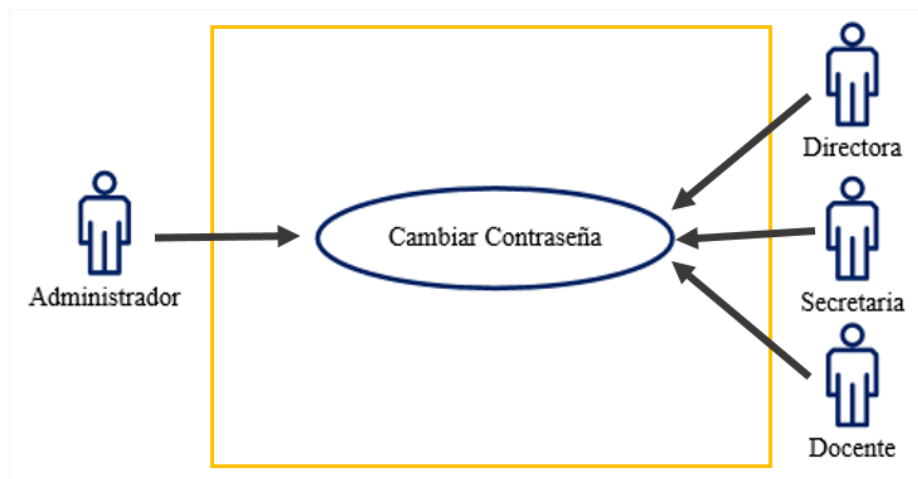 Directora
Cambiar Contraseña
Administrador
Secretaria
Docente